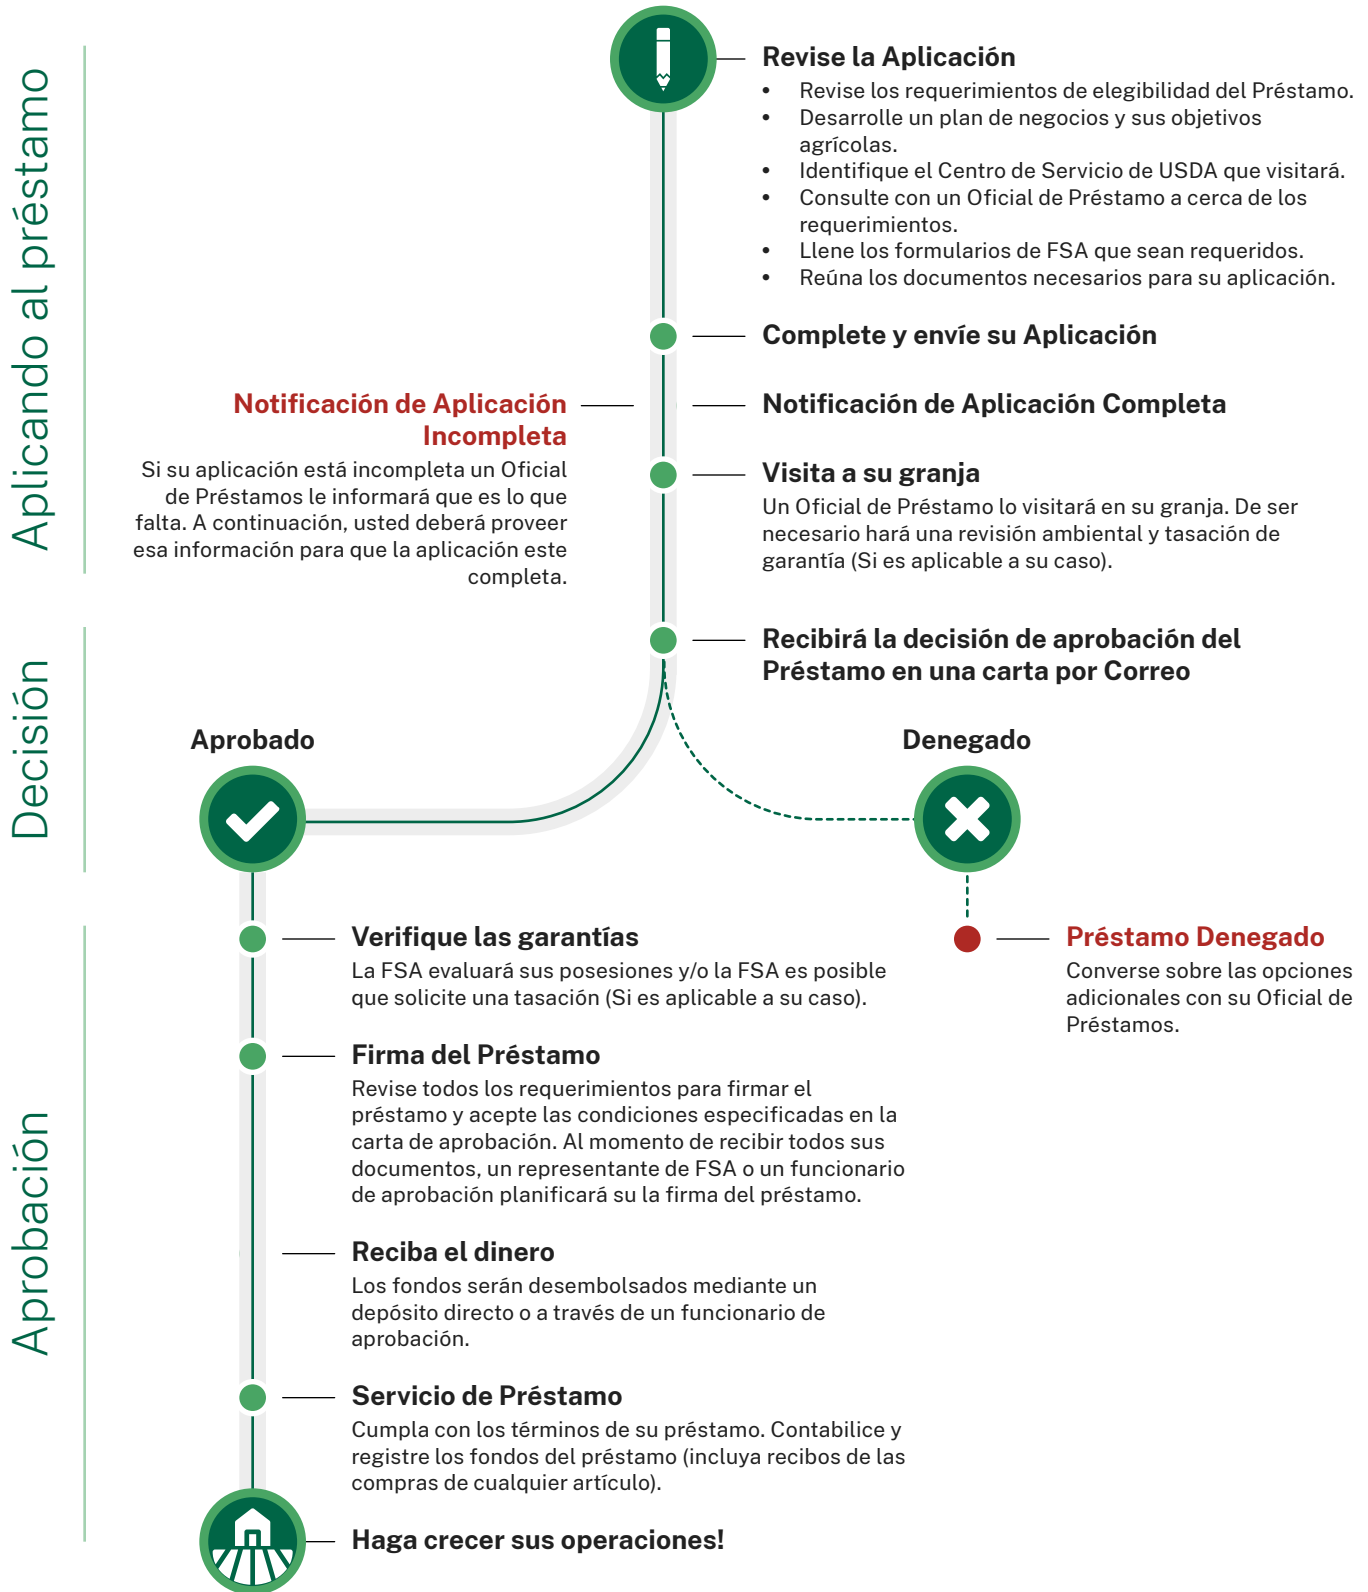 Aplicando al préstamo
Revise la Aplicación
• Revise los requerimientos de elegibilidad del Préstamo.
• Desarrolle un plan de negocios y sus objetivos
agrícolas.
• Identifique el Centro de Servicio de USDA que visitará.
• Consulte con un Oficial de Préstamo a cerca de los
requerimientos.
• Llene los formularios de FSA que sean requeridos.
• Reúna los documentos necesarios para su aplicación.
Complete y envíe su Aplicación
Notificación de Aplicación
Incompleta
Si su aplicación está incompleta un Oficial
de Préstamos le informará que es lo que
falta. A continuación, usted deberá proveer
esa información para que la aplicación este
completa.
Notificación de Aplicación Completa
Visita a su granja
Un Oficial de Préstamo lo visitará en su granja. De ser
necesario hará una revisión ambiental y tasación de
garantía (Si es aplicable a su caso).
Decisión
Recibirá la decisión de aprobación del
Préstamo en una carta por Correo
Aprobado
Denegado
Aprobación
Verifique las garantías
La FSA evaluará sus posesiones y/o la FSA es posible
que solicite una tasación (Si es aplicable a su caso).
Préstamo Denegado
Converse sobre las opciones
adicionales con su Oficial de
Préstamos.
Firma del Préstamo
Revise todos los requerimientos para firmar el
préstamo y acepte las condiciones especificadas en la
carta de aprobación. Al momento de recibir todos sus
documentos, un representante de FSA o un funcionario
de aprobación planificará su la firma del préstamo.
Reciba el dinero
Los fondos serán desembolsados mediante un
depósito directo o a través de un funcionario de
aprobación.
Servicio de Préstamo
Cumpla con los términos de su préstamo. Contabilice y
registre los fondos del préstamo (incluya recibos de las
compras de cualquier artículo).
Haga crecer sus operaciones!